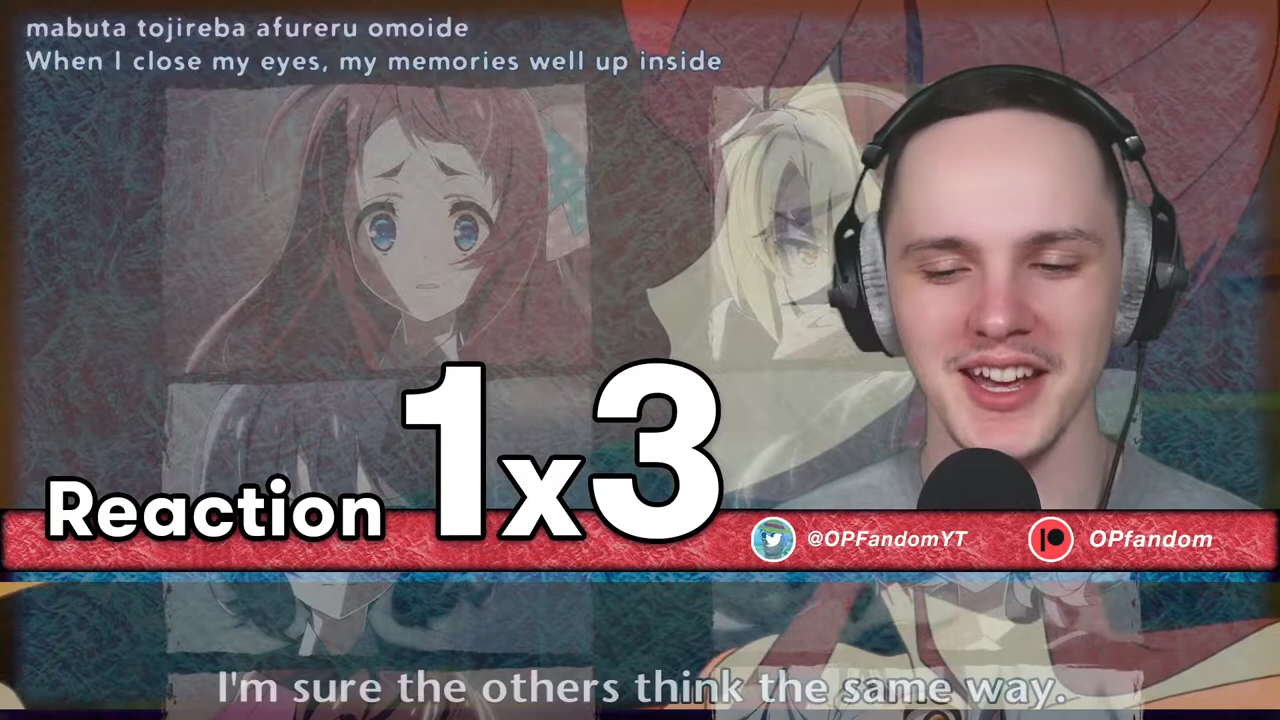 mabuta tojireba afureru omoide
When I close my eyes, my memories well up inside
Reaction 1x3
@OPFandomYT
OPfandom
I'm sure the others think the same way.